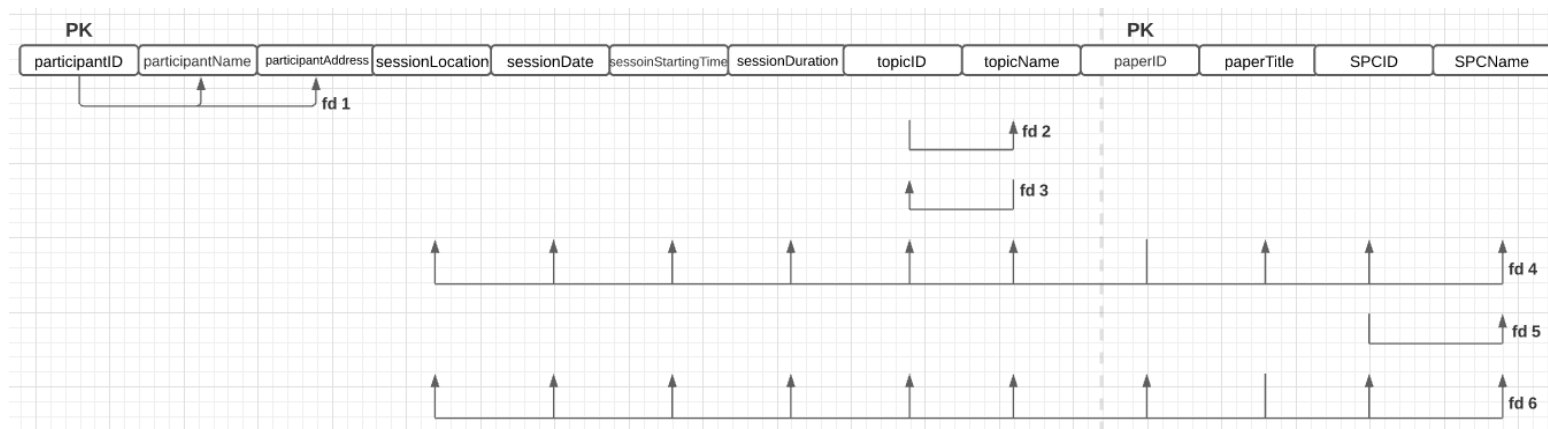 PK PK
participantID participantName participantAddress sessionLocation sessionDate sessoinStartingTime sessionDuration topicID topicName paperID paperTitle SPCID SPCName
fd 1
fd 2
fd 3
fd 4
fd 5
fd 6